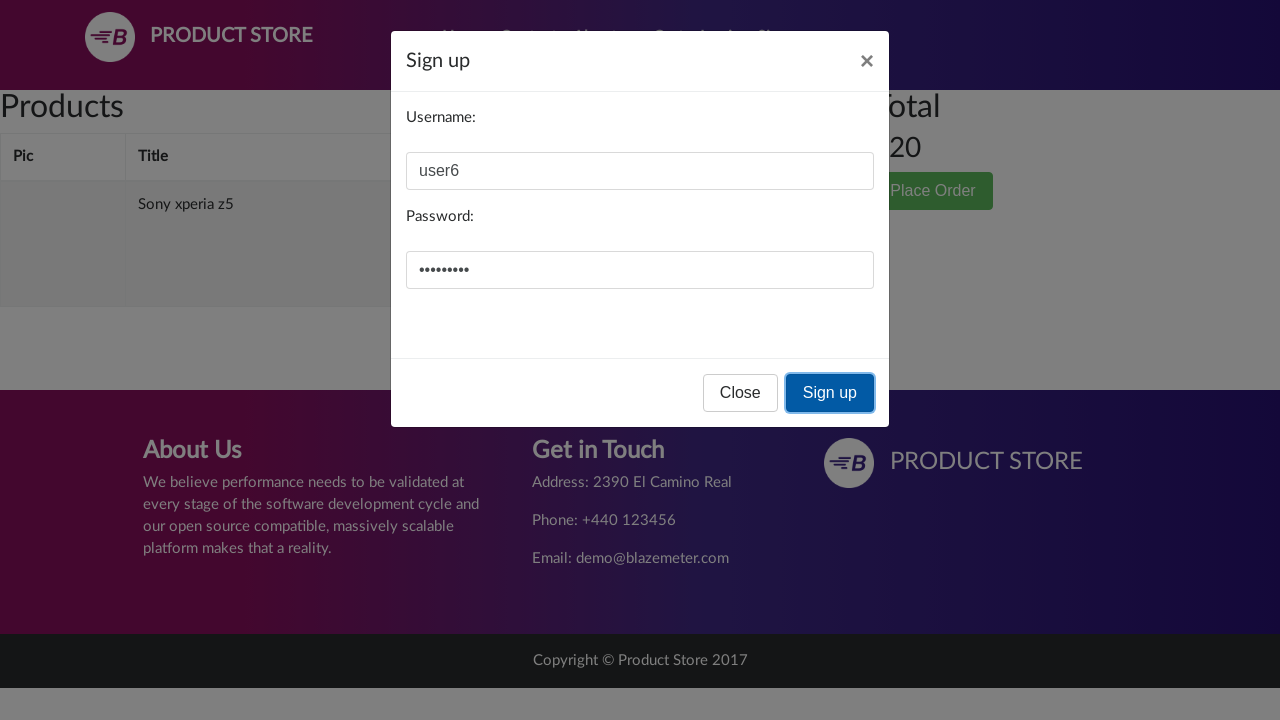 PRODUCT STORE
Sign up
×
Username:
user6
Password:
•••••••••
Close
Sign up
Products
Total
Pic
Title
20
Sony xperia z5
Place Order
About Us
We believe performance needs to be validated at
every stage of the software development cycle and
our open source compatible, massively scalable
platform makes that a reality.
Get in Touch
Address: 2390 El Camino Real
Phone: +440 123456
Email: demo@blazemeter.com
PRODUCT STORE
Copyright © Product Store 2017